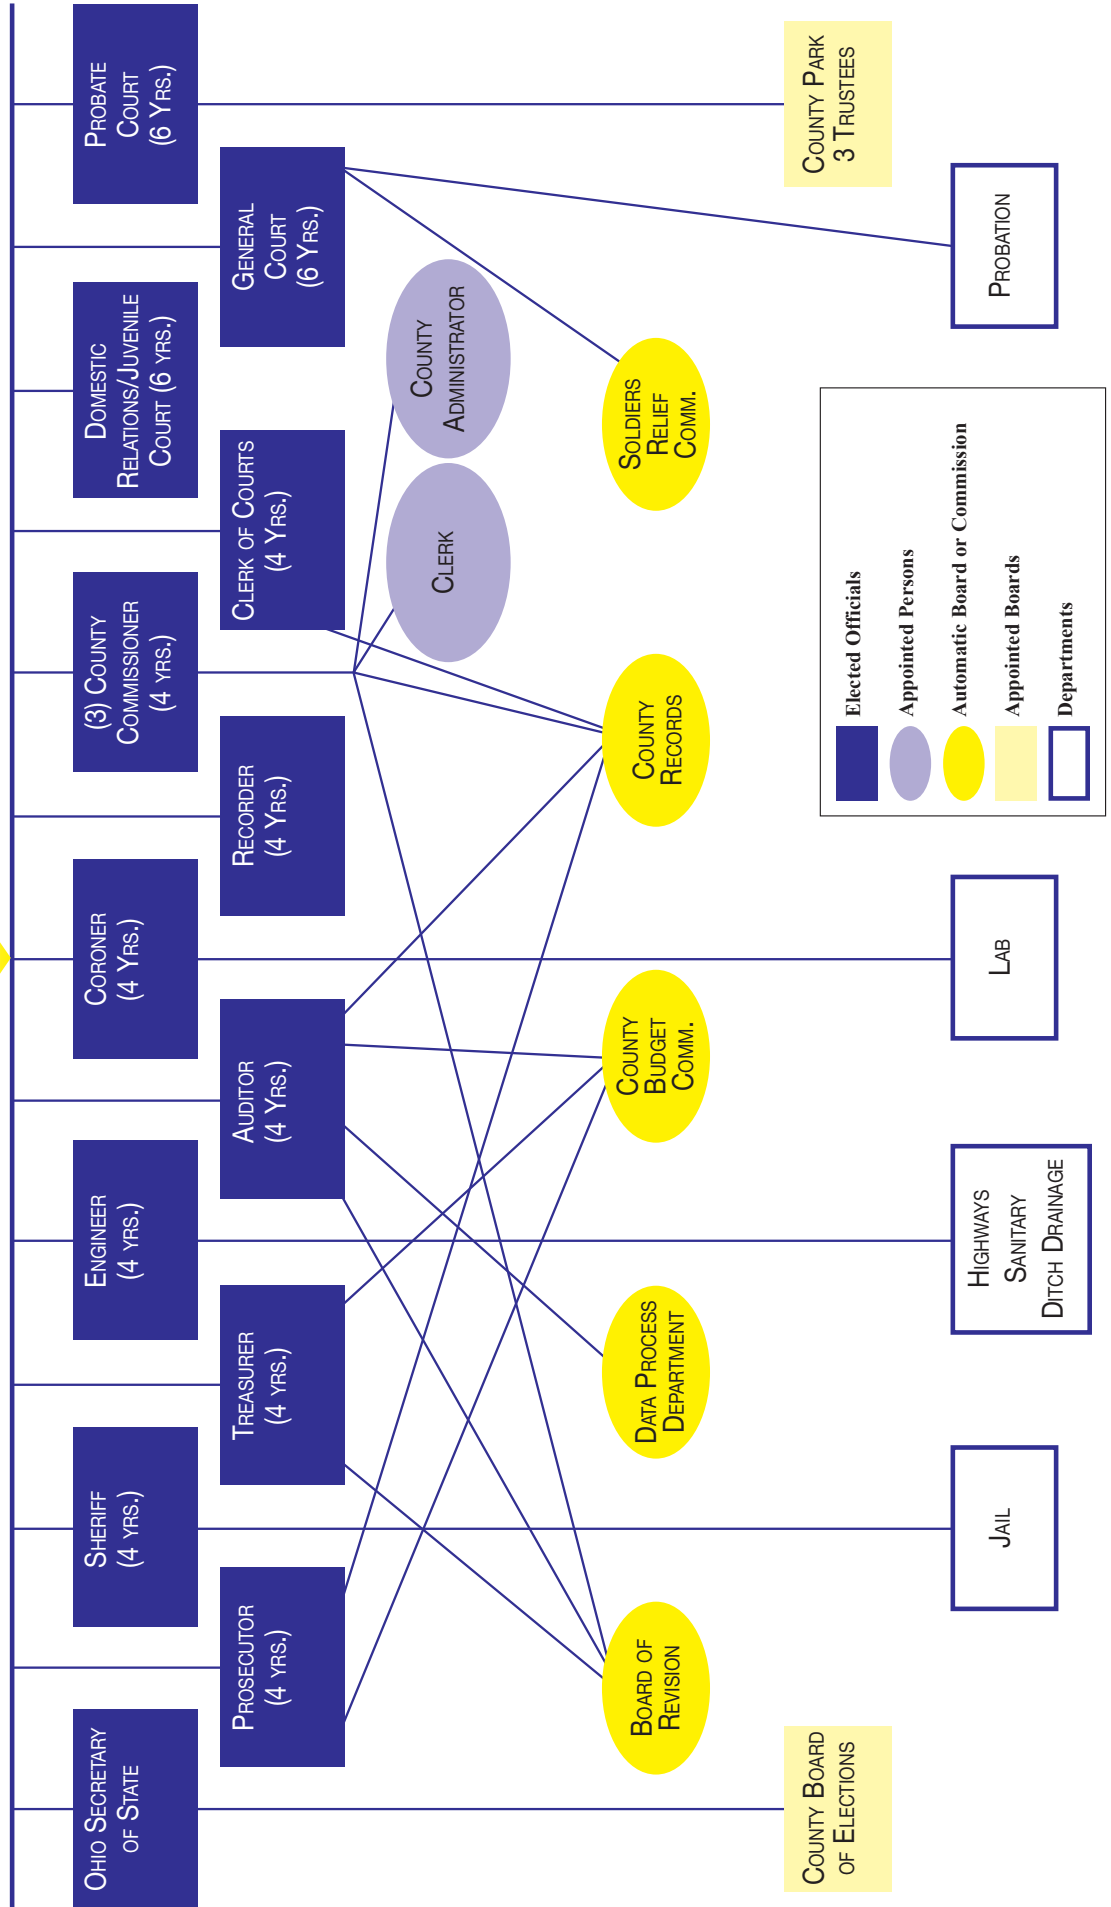 OHIO SECRETARY
OF STATE
SHERIFF
(4 YRS.)
ENGINEER
(4 YRS.)
CORONER
(4 YRS.)
(3) COUNTY
COMMISSIONER
(4 YRS.)
DOMESTIC
RELATIONS/JUVENILE
COURT (6 YRS.)
PROBATE
COURT
(6 YRS.)
PROSECUTOR
(4 YRS.)
TREASURER
(4 YRS.)
AUDITOR
(4 YRS.)
RECORDER
(4 YRS.)
CLERK OF COURTS
(4 YRS.)
GENERAL
COURT
(6 YRS.)
CLERK
COUNTY
ADMINISTRATOR
BOARD OF
REVISION
DATA PROCESS
DEPARTMENT
COUNTY
BUDGET
COMM.
COUNTY
RECORDS
SOLDIERS
RELIEF
COMM.
COUNTY BOARD
OF ELECTIONS
COUNTY PARK
3 TRUSTEES
JAIL
HIGHWAYS
SANITARY
DITCH DRAINAGE
LAB
PROBATION
Elected Officials
Appointed Persons
Automatic Board or Commission
Appointed Boards
Departments